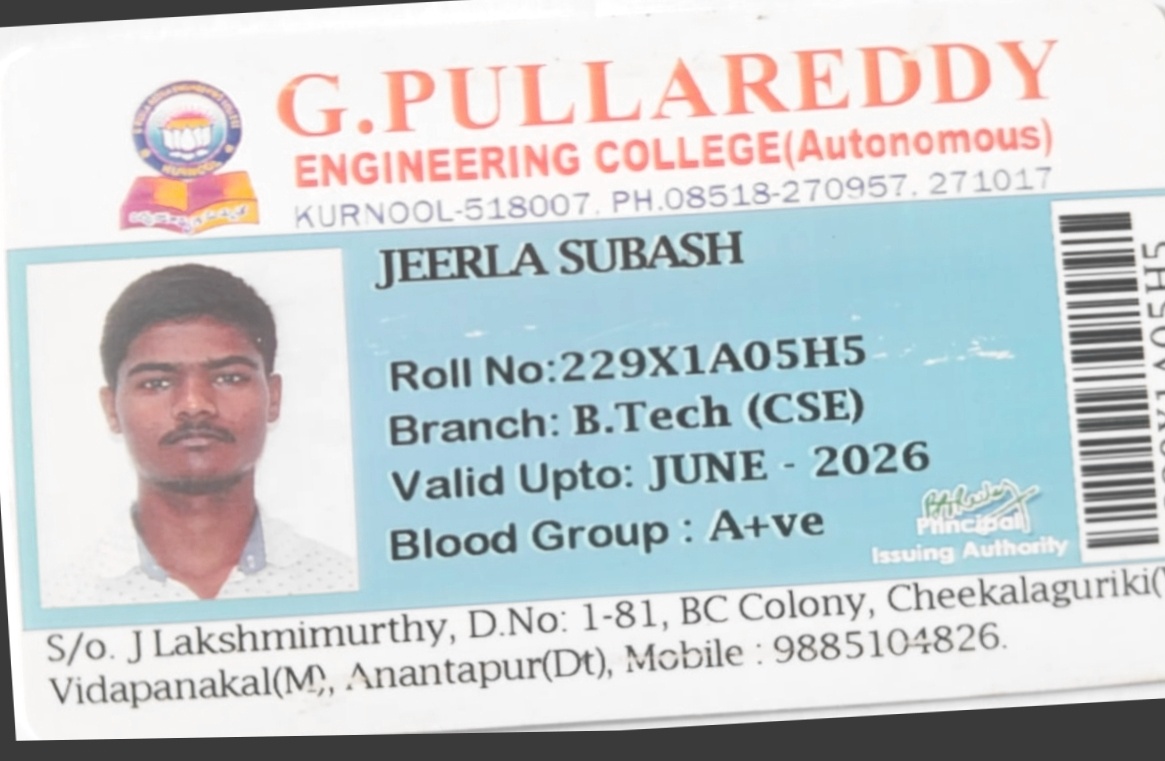 G.PULLAREDDY
ENGINEERING COLLEGE(Autonomous)
KURNOOL-518007. PH.08518-270957, 271017
JEERLA SUBASH
Roll No:229X1A05H5
Branch: B.Tech (CSE)
Valid Upto: JUNE - 2026
Blood Group : A+ve
Principal
Issuing Authority
S/o. J Lakshmimurthy, D.No: 1-81, BC Colony, Cheekalaguriki(
Vidapanakal(M), Anantapur(Dt), Mobile : 9885104826.